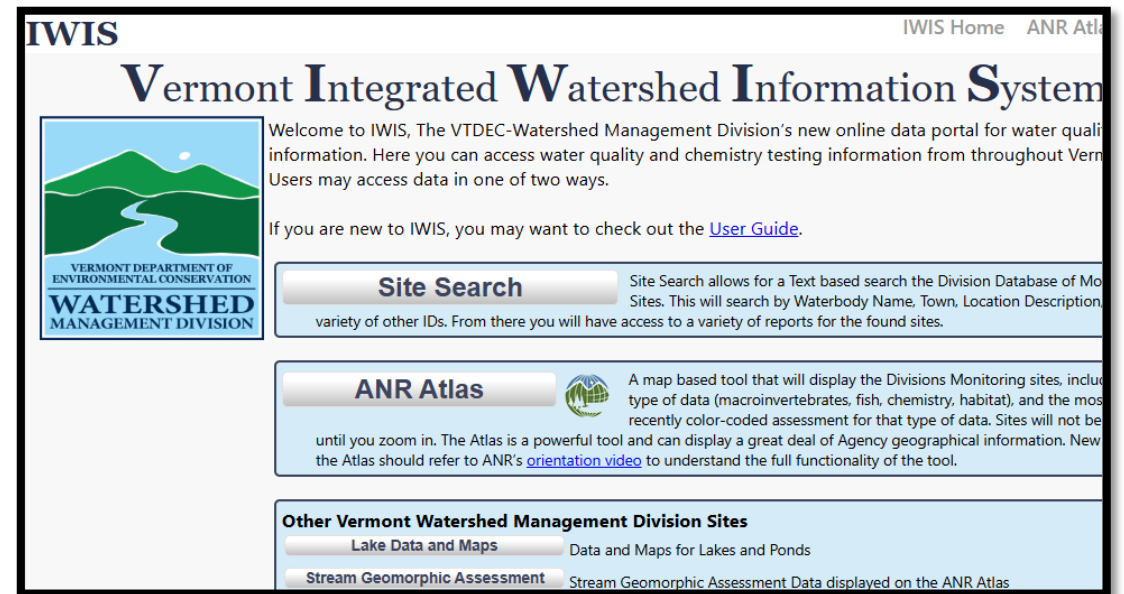 IWIS
IWIS Home ANR
Vermont Integrated Watershed Information System
Welcome to IWIS, The VTDEC-Watershed Management Division's new online data portal for water
information. Here you can access water quality and chemistry testing information from throughout
Users may access data in one of two ways.
If you are new to IWIS, you may want to check out the User Guide.
VERMONT DEPARTMENT OF
ENVIRONMENTAL CONSERVATION
WATERSHED
MANAGEMENT DIVISION
Site Search
Site Search allows for a Text based search the Division Database of
Sites. This will search by Waterbody Name, Town, Location Description,
variety of other IDs. From there you will have access to a variety of reports for the found sites.
ANR Atlas
A map based tool that will display the Divisions Monitoring sites,
type of data (macroinvertebrates, fish, chemistry, habitat), and the most
recently color-coded assessment for that type of data. Sites will not be
until you zoom in. The Atlas is a powerful tool and can display a great deal of Agency geographical information. New
the Atlas should refer to ANR's orientation video to understand the full functionality of the tool.
Other Vermont Watershed Management Division Sites
Lake Data and Maps
Data and Maps for Lakes and Ponds
Stream Geomorphic Assessment
Stream Geomorphic Assessment Data displayed on the ANR Atlas